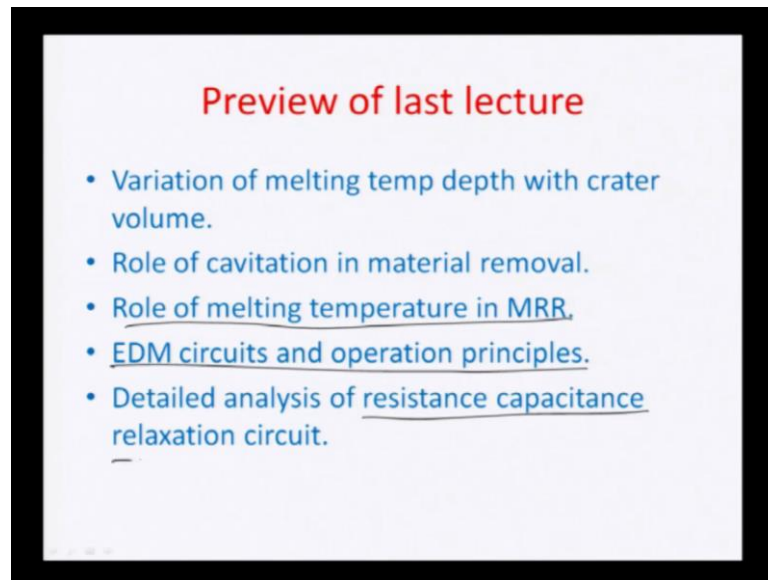 Preview of last lecture
• Variation of melting temp depth with crater
volume.
• Role of cavitation in material removal.
• Role of melting temperature in MRR.
• EDM circuits and operation principles.
• Detailed analysis of resistance capacitance
relaxation circuit.